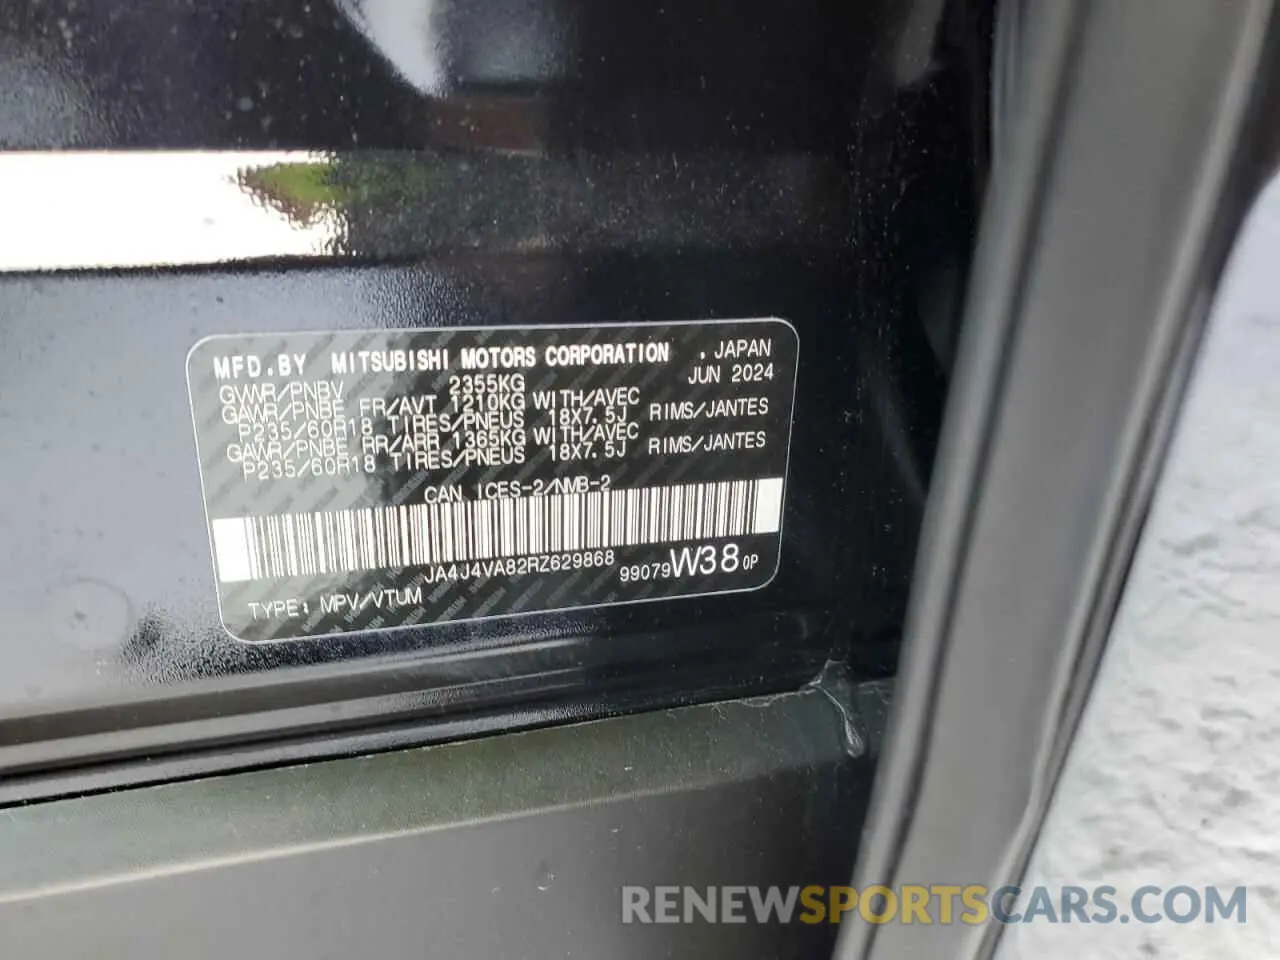 MFD.BY MITSUBISHI MOTORS CORPORATION . JAPAN
GVWR/PNBV 2355KG JUN 2024
GAWR/PNBE FR/AVT 1210KG WITH/AVEC
P235/60R18 TIRES/PNEUS 18X7.5J RIMS/JANTES
GAWR/PNBE RR/ARR 1365KG WITH/AVEC
P235/60R18 TIRES/PNEUS 18X7.5J RIMS/JANTES
CAN ICES-2/NMB-2
JA4J4VA82RZ629868
99079W38 0P
TYPE: MPV/VTUM
RENEWSPORTSCARS.COM